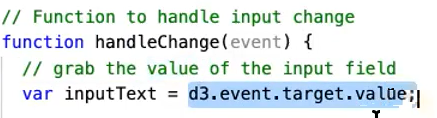 // Function to handle input change
function handleChange(event) {
// grab the value of the input field
var inputText = d3.event.target.value;